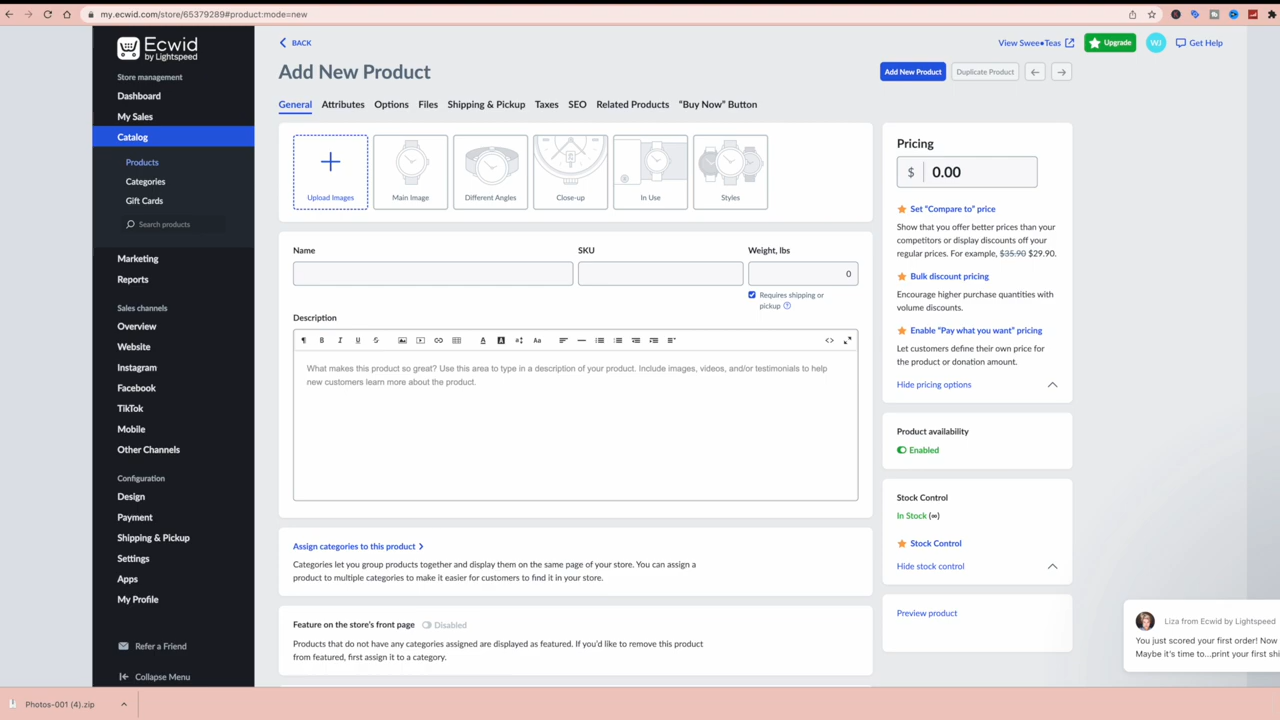 my.ecwid.com/store/65379289#product:mode=new
Ecwid
by Lightspeed
Store management
Dashboard
My Sales
Catalog
Products
Categories
Gift Cards
Search products
Marketing
Reports
Sales channels
Overview
Website
Instagram
Facebook
TikTok
Mobile
Other Channels
Configuration
Design
Payment
Shipping & Pickup
Settings
Apps
My Profile
Refer a Friend
Collapse Menu
BACK
View Swee•Teas
Upgrade
WJ
Get Help
Add New Product
Add New Product
Duplicate Product
General Attributes Options Files Shipping & Pickup Taxes SEO Related Products “Buy Now” Button
Upload Images
Main Image
Different Angles
Close-up
In Use
Styles
Name
SKU
Weight, lbs
0
Requires shipping or
pickup
Description
What makes this product so great? Use this area to type in a description of your product. Include images, videos, and/or testimonials to help
new customers learn more about the product.
Assign categories to this product
Categories let you group products together and display them on the same page of your store. You can assign a
product to multiple categories to make it easier for customers to find it in your store.
Feature on the store's front page Disabled
Products that do not have any categories assigned are displayed as featured. If you'd like to remove this product
from featured, first assign it to a category.
Pricing
$ 0.00
Set “Compare to” price
Show that you offer better prices than your
competitors or display discounts off your
regular prices. For example, $35.90 $29.90.
Bulk discount pricing
Encourage higher purchase quantities with
volume discounts.
Enable “Pay what you want” pricing
Let customers define their own price for
the product or donation amount.
Hide pricing options
Product availability
Enabled
Stock Control
In Stock (∞)
Stock Control
Hide stock control
Preview product
Liza from Ecwid by Lightspeed
You just scored your first order! Now
Maybe it's time to...print your first shi
Photos-001 (4).zip